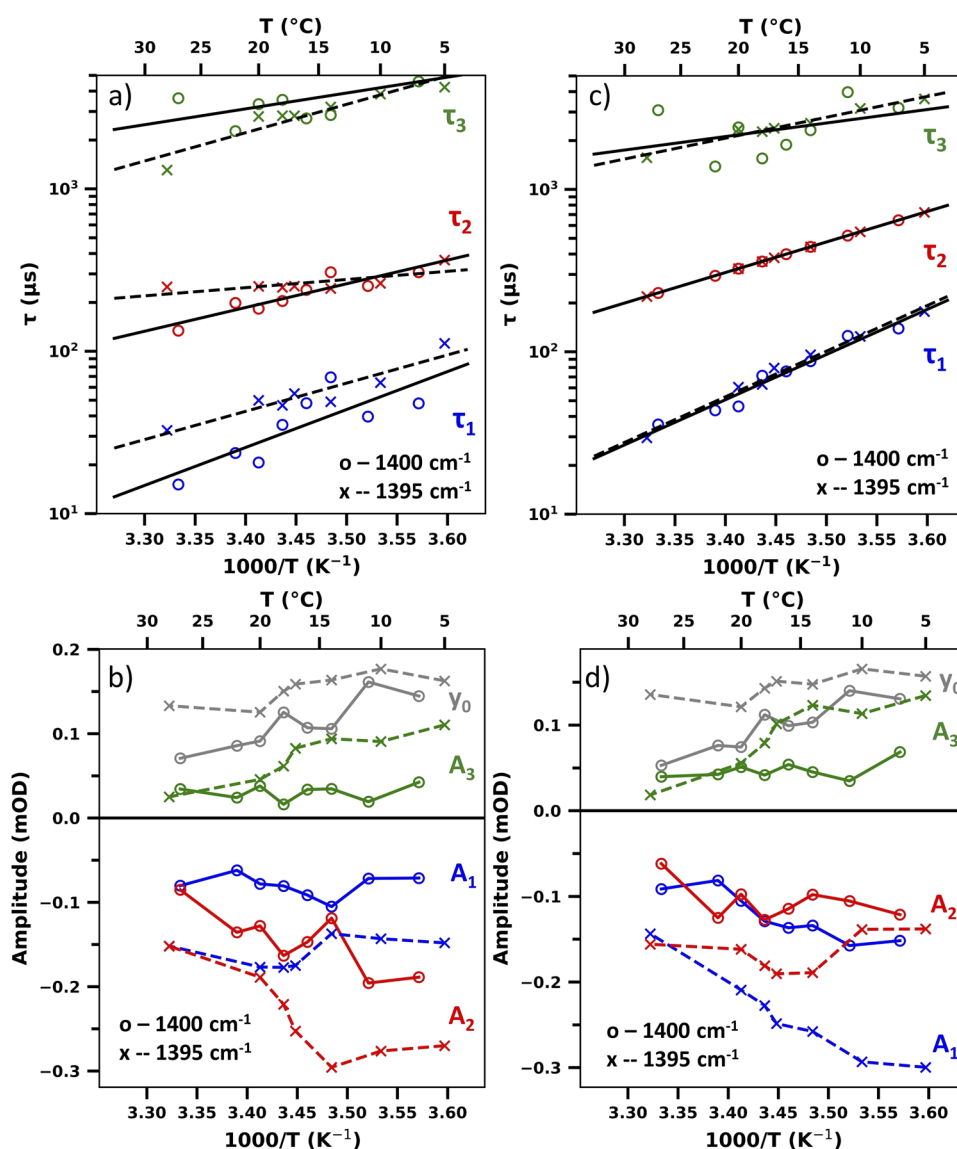 T (°C)
30 25 20 15 10 5
a)
τ3
τ2
τ1
10³
10²
10¹
τ (μs)
o – 1400 cm⁻¹
x -- 1395 cm⁻¹
3.30 3.35 3.40 3.45 3.50 3.55 3.60
1000/T (K⁻¹)
T (°C)
30 25 20 15 10 5
c)
τ3
τ2
τ1
10³
10²
10¹
τ (μs)
o – 1400 cm⁻¹
x -- 1395 cm⁻¹
3.30 3.35 3.40 3.45 3.50 3.55 3.60
1000/T (K⁻¹)
T (°C)
30 25 20 15 10 5
b)
y₀
A₃
A₁
A₂
0.2
0.1
0.0
−0.1
−0.2
−0.3
Amplitude (mOD)
o – 1400 cm⁻¹
x -- 1395 cm⁻¹
3.30 3.35 3.40 3.45 3.50 3.55 3.60
1000/T (K⁻¹)
T (°C)
30 25 20 15 10 5
d)
y₀
A₃
A₂
A₁
0.1
0.0
−0.1
−0.2
−0.3
Amplitude (mOD)
o – 1400 cm⁻¹
x -- 1395 cm⁻¹
3.30 3.35 3.40 3.45 3.50 3.55 3.60
1000/T (K⁻¹)